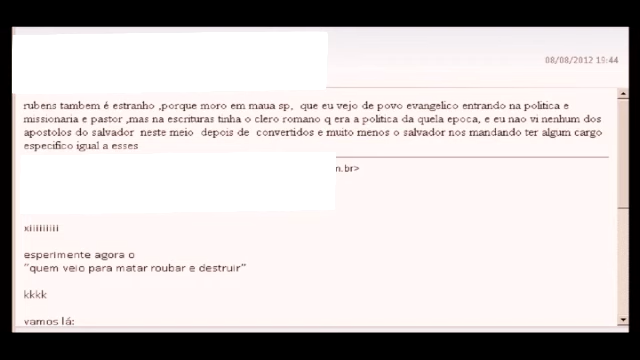 08/08/2012 19:44
rubens tambem é estranho ,porque moro em maua sp,  que eu vejo de povo evangelico entrando na politica e
missionaria e pastor ,mas na escrituras tinha o clero romano q era a politica da quela epoca, e eu nao vi nenhum dos
apostolos do salvador  neste meio  depois de  convertidos e muito menos o salvador nos mandando ter algum cargo
especifico igual a esses
n.br>
xiiiiiiiii
esperimente agora o
"quem veio para matar roubar e destruir"
kkkk
vamos lá: